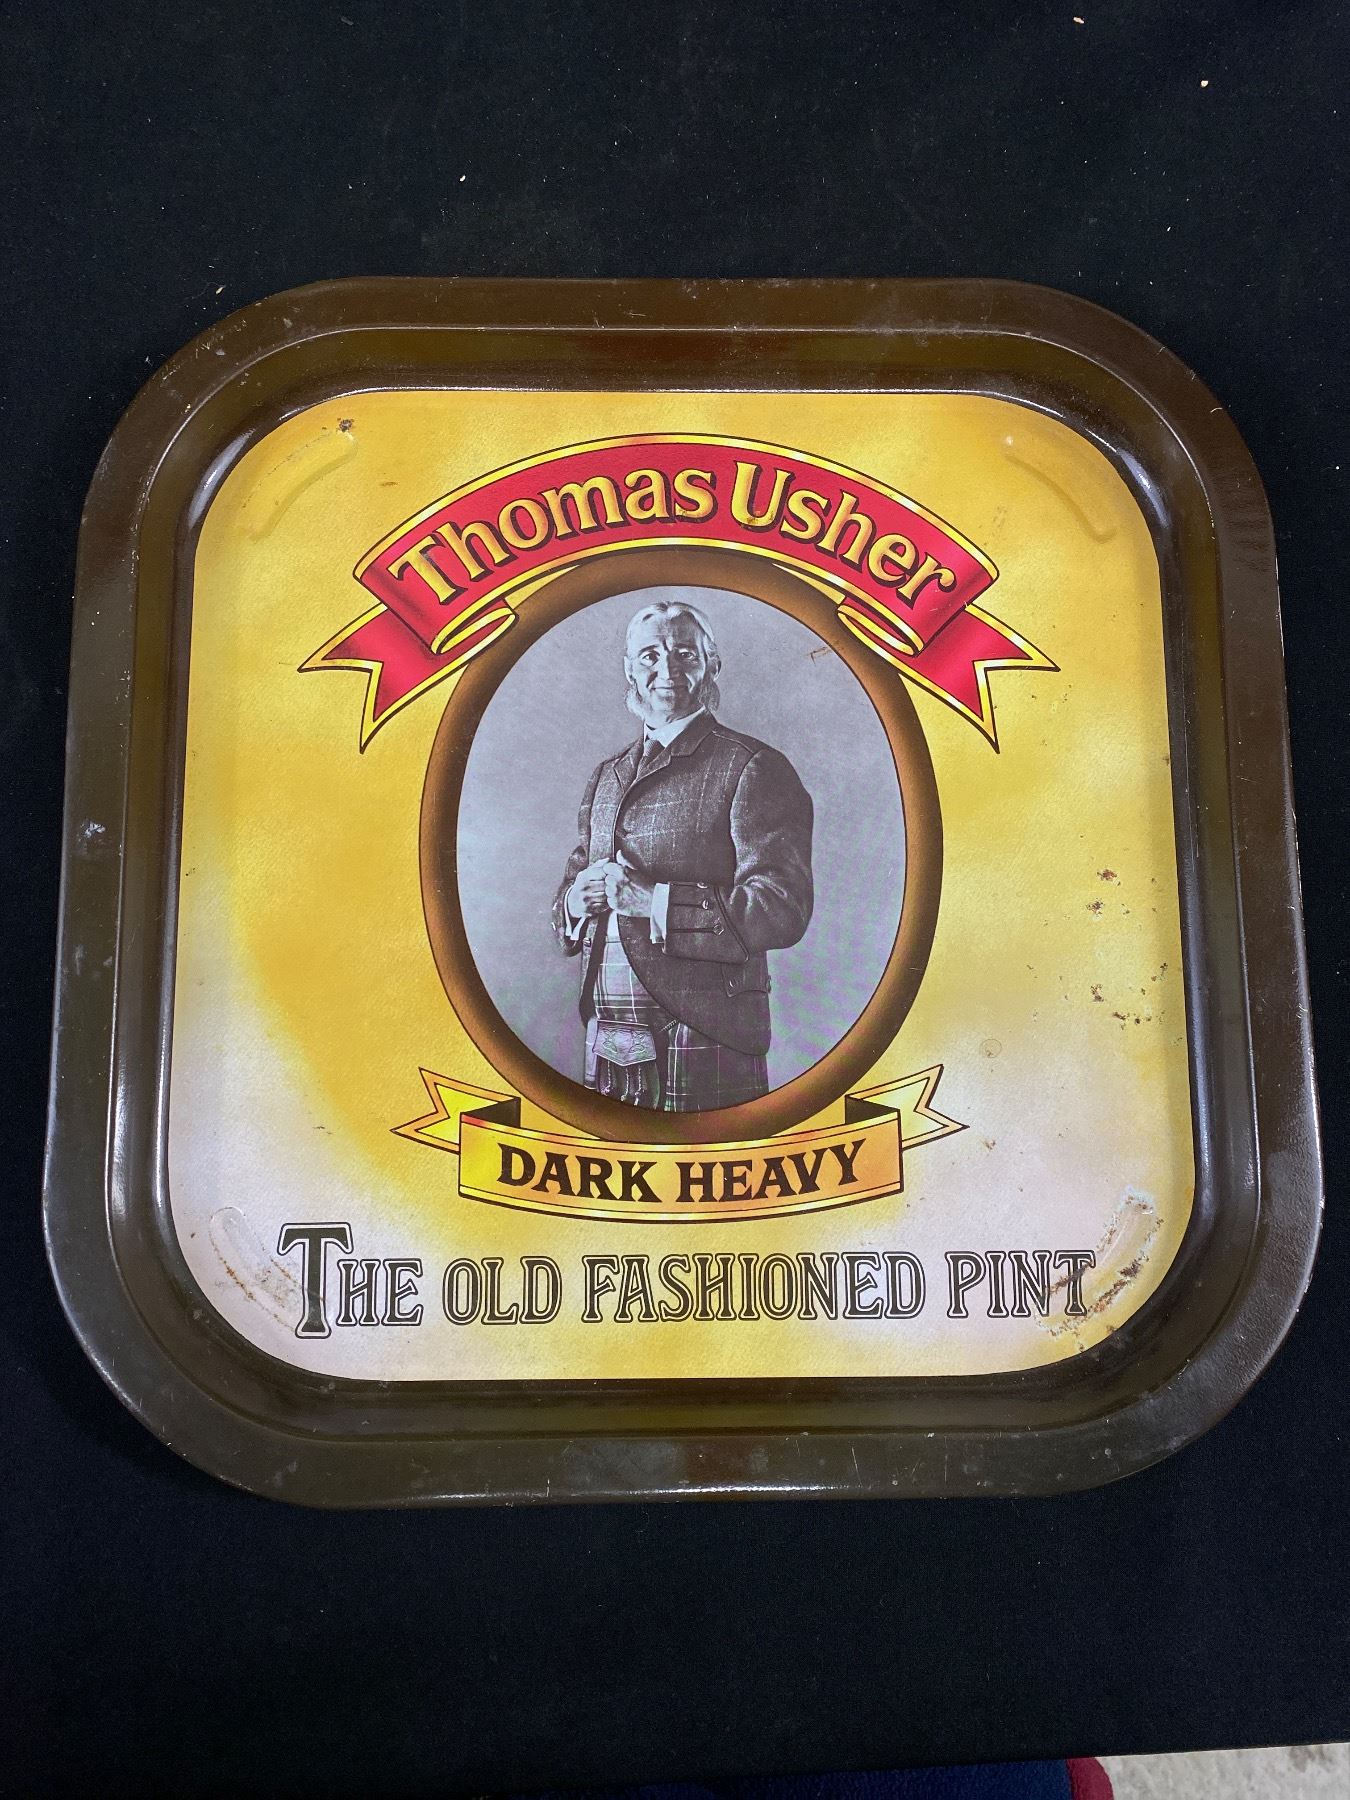 Thomas Usher
DARK HEAVY
THE OLD FASHIONED PINT